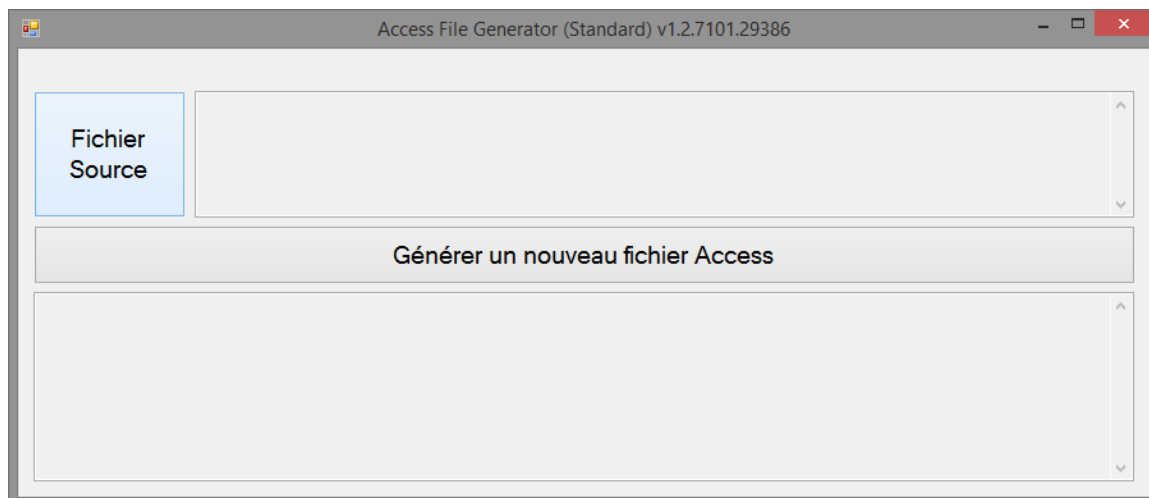 Access File Generator (Standard) v1.2.7101.29386
Fichier
Source
Générer un nouveau fichier Access